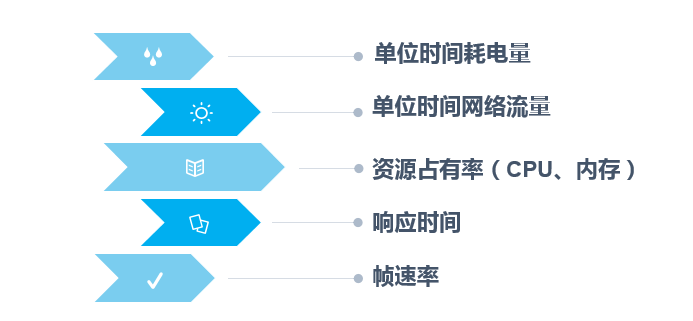 单位时间耗电量
单位时间网络流量
资源占有率（CPU、内存）
响应时间
帧速率